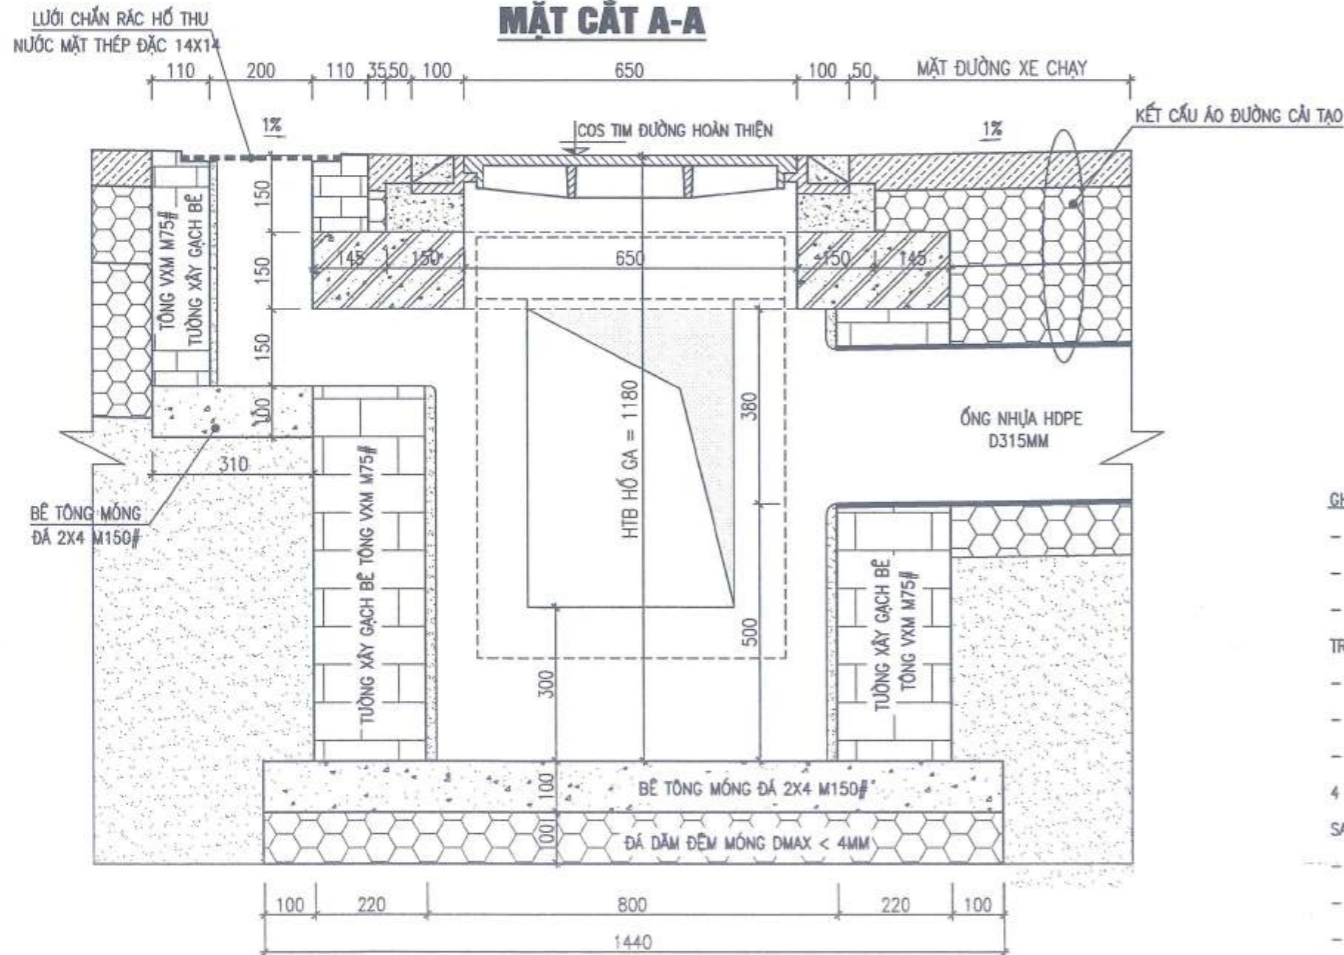 MẶT CẮT A-A
LƯỚI CHẮN RÁC HỐ THU
NƯỚC MẶT THÉP ĐẶC 14X14
110 200 110 35 50 100 650 100 50 MẶT ĐƯỜNG XE CHẠY
KẾT CẤU ÁO ĐƯỜNG CẢI TẠO
1%
COS TIM ĐƯỜNG HOÀN THIỆN
1%
150
150
150
100
TÔNG VXM M75#
TƯỜNG XÂY GẠCH BÊ
145 150 650 150 145
310
BÊ TÔNG MÓNG
ĐÁ 2X4 M150#
TƯỜNG XÂY GẠCH BÊ TÔNG VXM M75#
HTB HỐ GA = 1180
380
500
300
ỐNG NHỰA HDPE
D315MM
TƯỜNG XÂY GẠCH BÊ
TÔNG VXM M75#
100
BÊ TÔNG MÓNG ĐÁ 2X4 M150#
100
ĐÁ DĂM ĐỆM MÓNG DMAX < 4MM
100 220 800 220 100
1440
GH
-
-
-
TR
-
-
-
4
SA
-
-
-